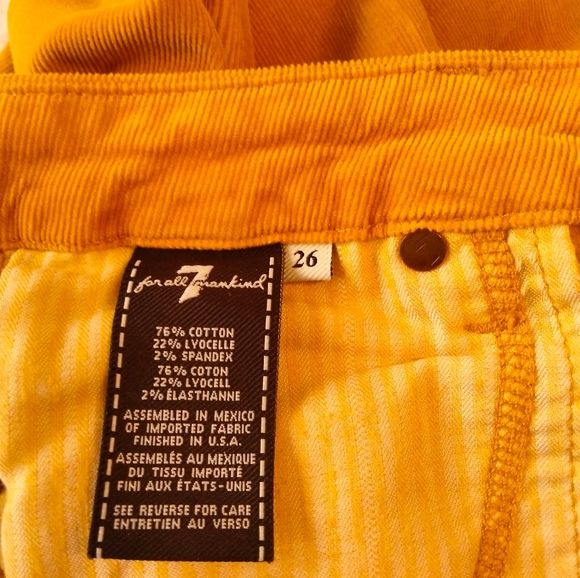 for all 7 mankind
26
76% COTTON
22% LYOCELLE
2% SPANDEX
76% COTON
22% LYOCELL
2% ÉLASTHANNE
ASSEMBLED IN MEXICO
OF IMPORTED FABRIC
FINISHED IN U.S.A.
ASSEMBLÉS AU MEXIQUE
DU TISSU IMPORTÉ
FINI AUX ÉTATS-UNIS
SEE REVERSE FOR CARE
ENTRETIEN AU VERSO